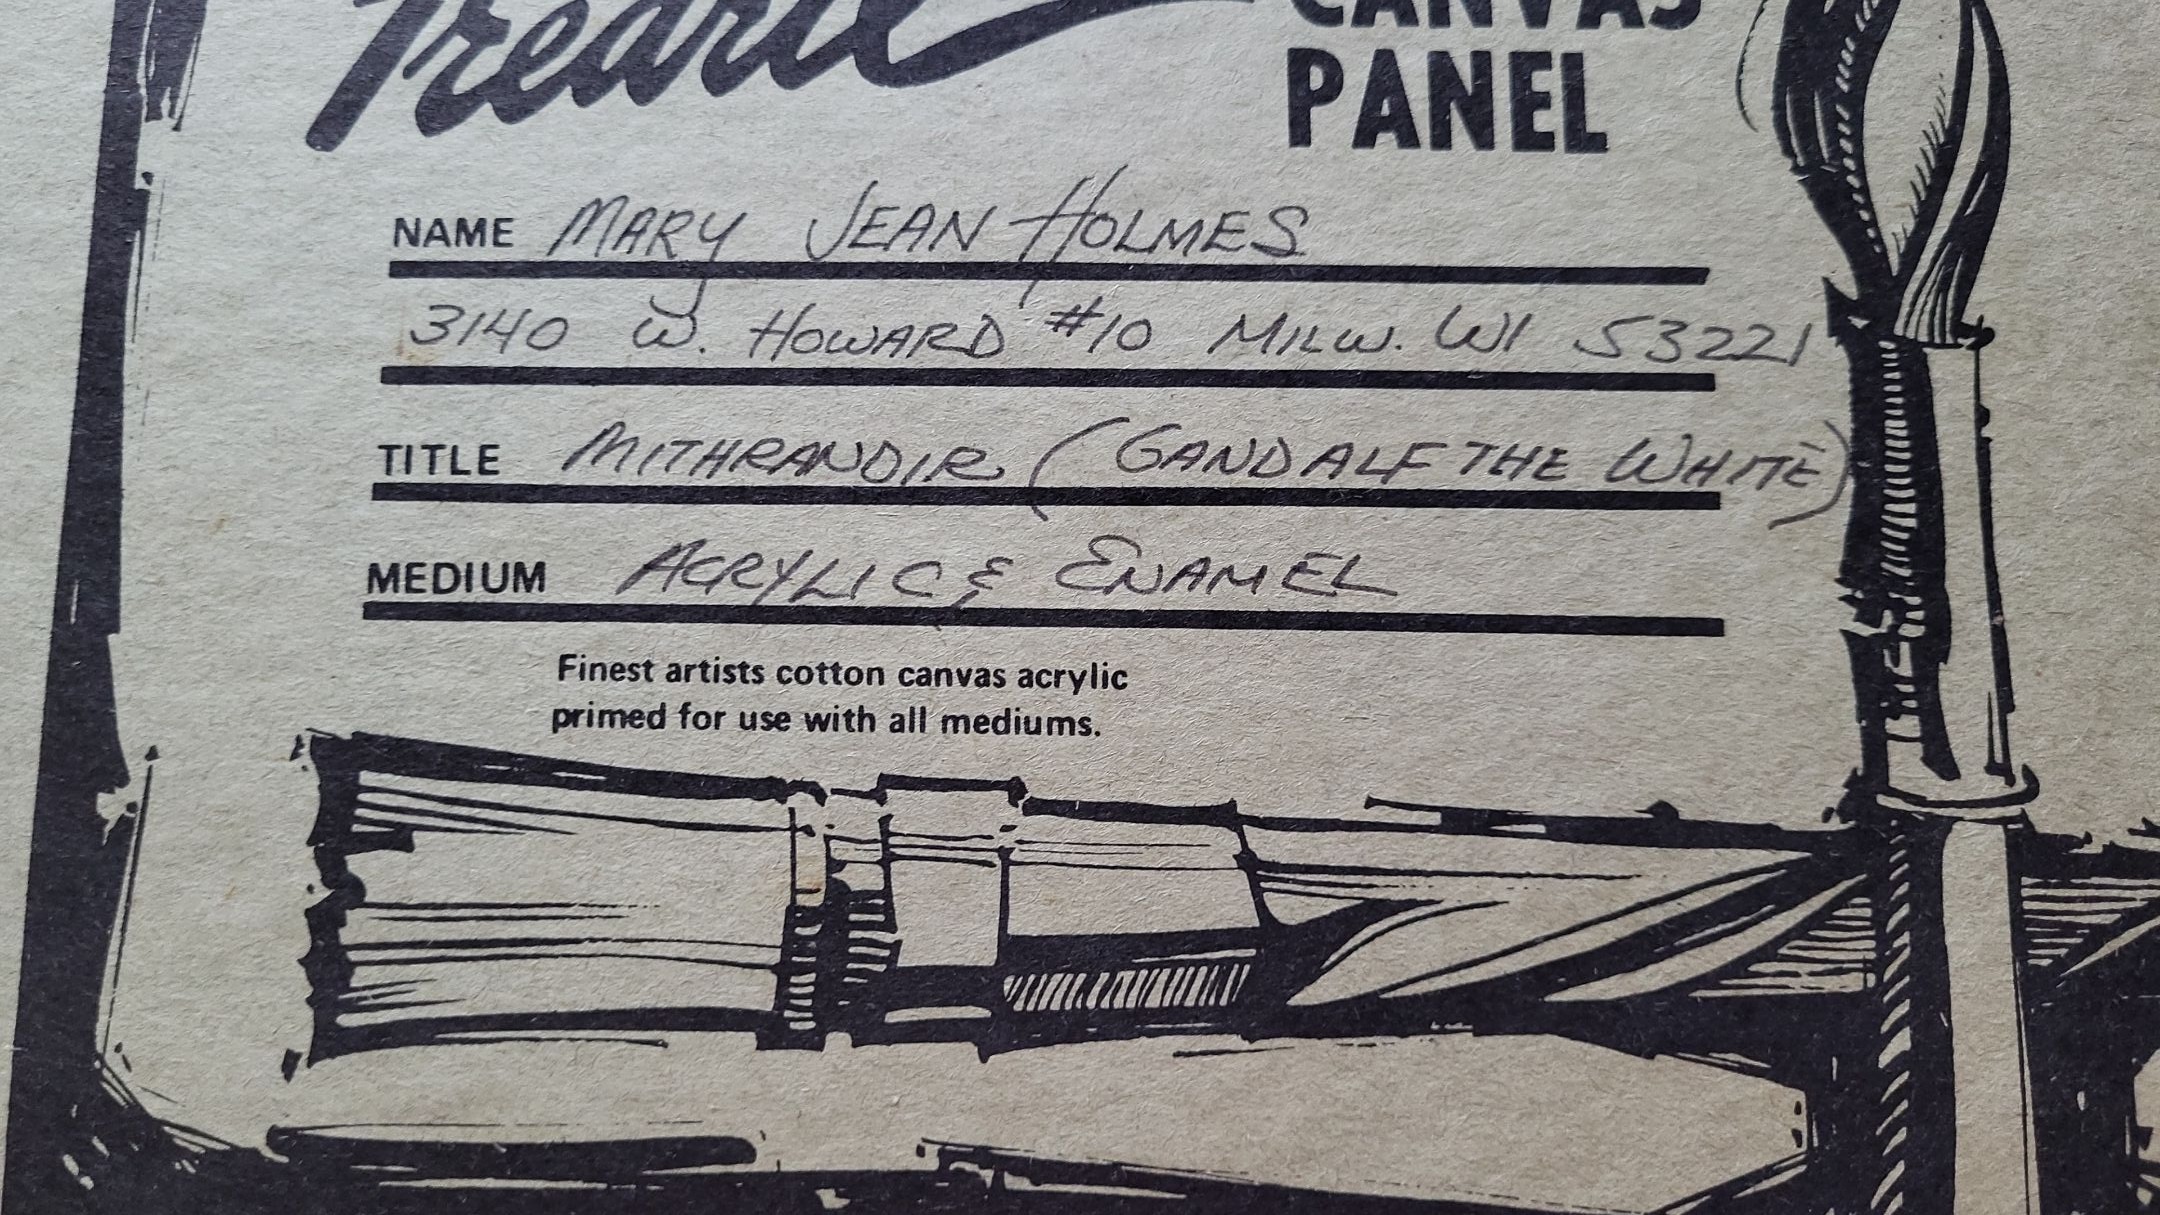 Fredrix CANVAS
PANEL
NAME MARY JEAN HOLMES
3140 W. HOWARD #10 MILW. WI 53221
TITLE MITHRANDIR (GANDALF THE WHITE)
MEDIUM ACRYLIC & ENAMEL
Finest artists cotton canvas acrylic
primed for use with all mediums.